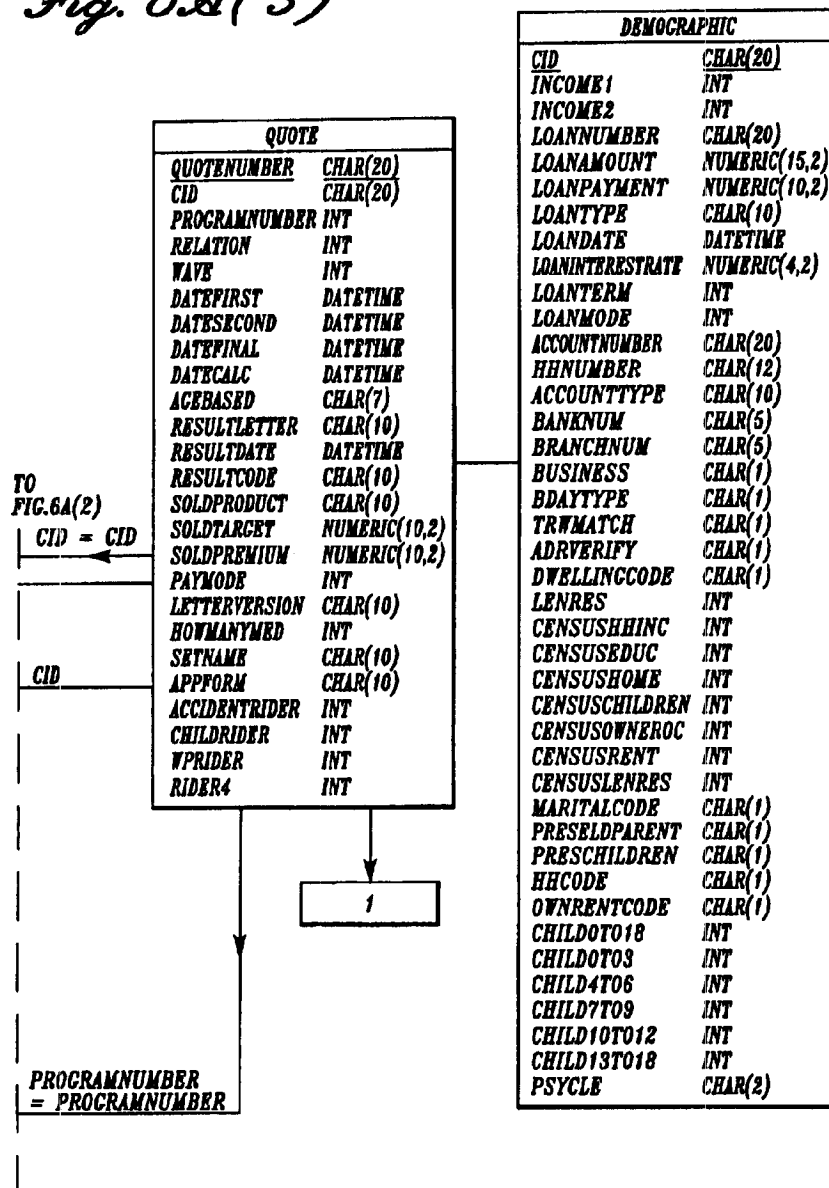 Fig. 6A(3)
DEMOGRAPHIC
CID CHAR(20)
INCOME1 INT
INCOME2 INT
LOANNUMBER CHAR(20)
LOANAMOUNT NUMERIC(15,2)
LOANPAYMENT NUMERIC(10,2)
LOANTYPE CHAR(10)
LOANDATE DATETIME
LOANINTERESTRATE NUMERIC(4,2)
LOANTERM INT
LOANMODE INT
ACCOUNTNUMBER CHAR(20)
HHNUMBER CHAR(12)
ACCOUNTTYPE CHAR(10)
BANKNUM CHAR(5)
BRANCHNUM CHAR(5)
BUSINESS CHAR(1)
BDAYTYPE CHAR(1)
TRWMATCH CHAR(1)
ADRVERIFY CHAR(1)
DWELLINGCODE CHAR(1)
LENRES INT
CENSUSHHINC INT
CENSUSEDUC INT
CENSUSHOME INT
CENSUSCHILDREN INT
CENSUSOWNEROC INT
CENSUSRENT INT
CENSUSLENRES INT
MARITALCODE CHAR(1)
PRESELDPARENT CHAR(1)
PRESCHILDREN CHAR(1)
HHCODE CHAR(1)
OWNRENTCODE CHAR(1)
CHILD0TO18 INT
CHILD0TO3 INT
CHILD4TO6 INT
CHILD7TO9 INT
CHILD10TO12 INT
CHILD13TO18 INT
PSYCLE CHAR(2)
QUOTE
QUOTENUMBER CHAR(20)
CID CHAR(20)
PROGRAMNUMBER INT
RELATION INT
WAVE INT
DATEFIRST DATETIME
DATESECOND DATETIME
DATEFINAL DATETIME
DATECALC DATETIME
AGEBASED CHAR(7)
RESULTLETTER CHAR(10)
RESULTDATE DATETIME
RESULTCODE CHAR(10)
SOLDPRODUCT CHAR(10)
SOLDTARGET NUMERIC(10,2)
SOLDPREMIUM NUMERIC(10,2)
PAYMODE INT
LETTERVERSION CHAR(10)
HOWMANYMED INT
SETNAME CHAR(10)
APPFORM CHAR(10)
ACCIDENTRIDER INT
CHILDRIDER INT
WPRIDER INT
RIDER4 INT
TO
FIG.6A(2)
CID = CID
CID
1
PROGRAMNUMBER
= PROGRAMNUMBER